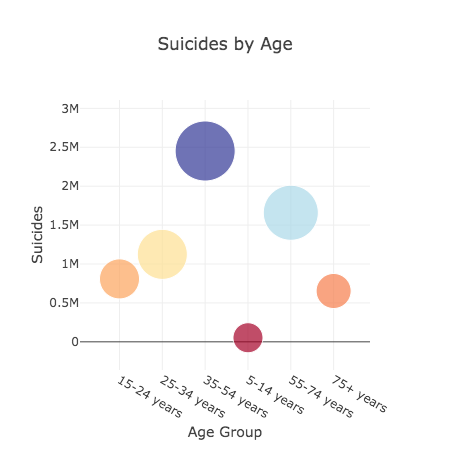 Suicides by Age
3M
2.5M
2M
1.5M
1M
0.5M
0
Suicides
15-24 years
25-34 years
35-54 years
5-14 years
55-74 years
75+ years
Age Group